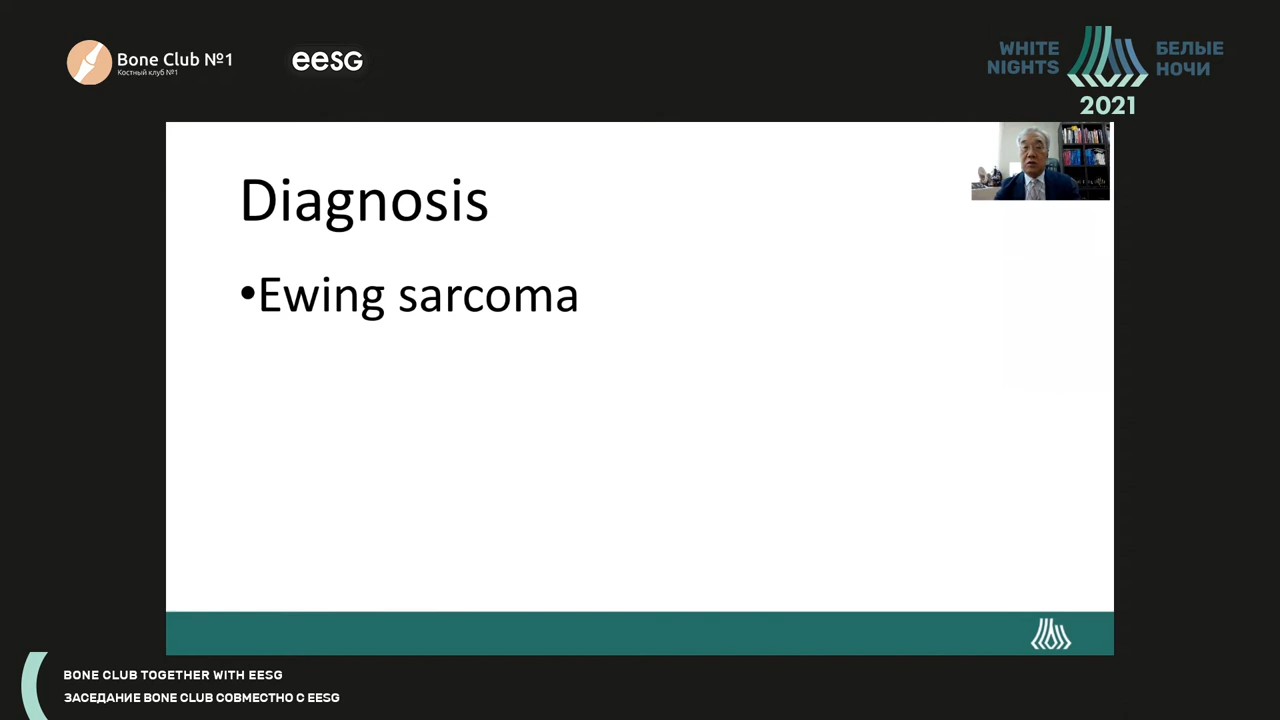 Bone Club №1
Костный клуб №1
eesg
WHITE
NIGHTS
БЕЛЫЕ
НОЧИ
2021
Diagnosis
•Ewing sarcoma
BONE CLUB TOGETHER WITH EESG
ЗАСЕДАНИЕ BONE CLUB СОВМЕСТНО С EESG